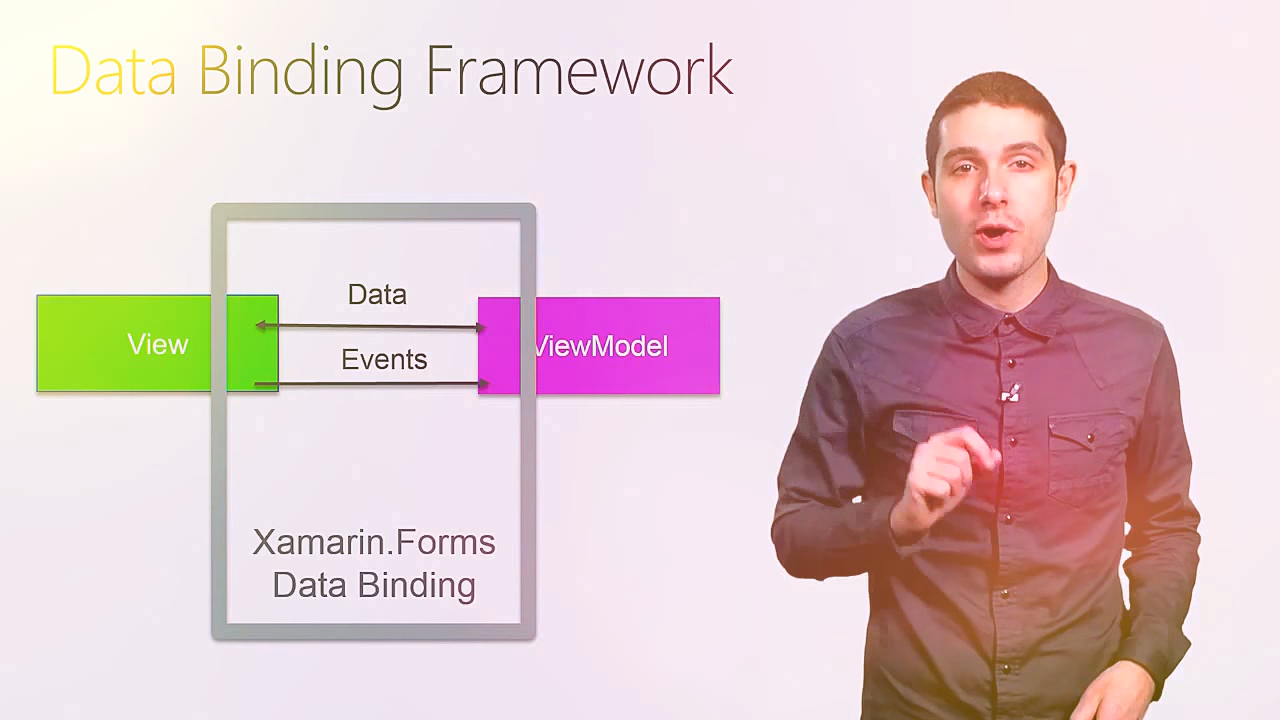 Data Binding Framework
Data
View
ViewModel
Events
Xamarin.Forms
Data Binding